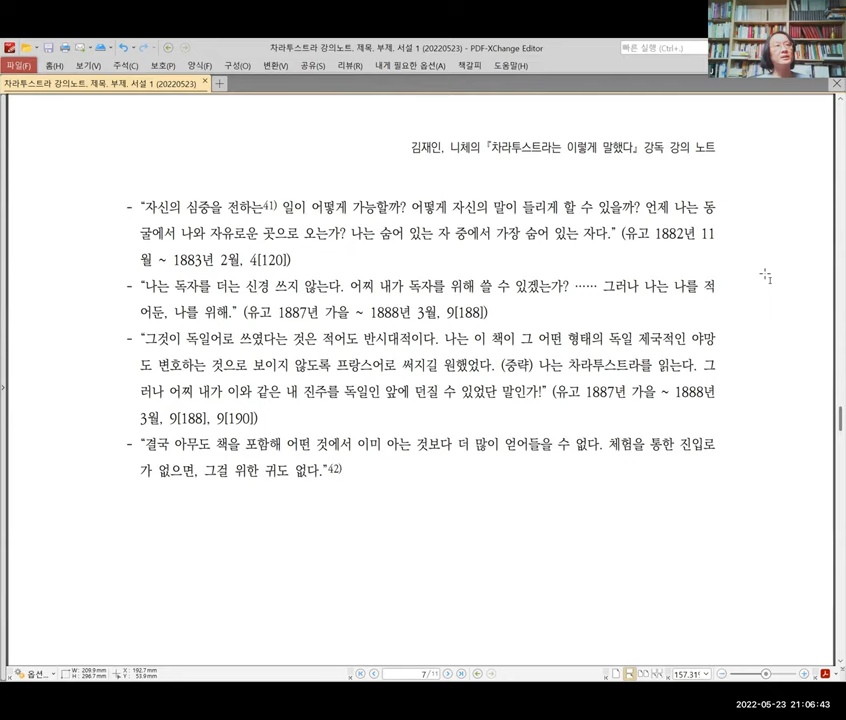 차라투스트라 강의노트. 제목. 부제. 서설 1 (20220523) - PDF-XChange Editor
빠른 실행 (Ctrl+.)
파일(F) 홈(H) 보기(V) 주석(C) 보호(P) 양식(F) 구성(O) 변환(V) 공유(S) 리뷰(R) 내게 필요한 옵션(A) 책갈피 도움말(H)
차라투스트라 강의노트. 제목. 부제. 서설 1 (20220523)
김재인, 니체의 『차라투스트라는 이렇게 말했다』 강독 강의 노트
- “자신의 심중을 전하는41) 일이 어떻게 가능할까? 어떻게 자신의 말이 들리게 할 수 있을까? 언제 나는 동
굴에서 나와 자유로운 곳으로 오는가? 나는 숨어 있는 자 중에서 가장 숨어 있는 자다.” (유고 1882년 11
월 ~ 1883년 2월, 4[120])
- “나는 독자를 더는 신경 쓰지 않는다. 어찌 내가 독자를 위해 쓸 수 있겠는가? …… 그러나 나는 나를 적
어둔, 나를 위해.” (유고 1887년 가을 ~ 1888년 3월, 9[188])
- “그것이 독일어로 쓰였다는 것은 적어도 반시대적이다. 나는 이 책이 그 어떤 형태의 독일 제국적인 야망
도 변호하는 것으로 보이지 않도록 프랑스어로 써지길 원했었다. (중략) 나는 차라투스트라를 읽는다. 그
러나 어찌 내가 이와 같은 내 진주를 독일인 앞에 던질 수 있었단 말인가!” (유고 1887년 가을 ~ 1888년
3월, 9[188], 9[190])
- “결국 아무도 책을 포함해 어떤 것에서 이미 아는 것보다 더 많이 얻어들을 수 없다. 체험을 통한 진입로
가 없으면, 그걸 위한 귀도 없다.”42)
옵션... W: 209.9mm H: 296.7mm X: 192.7mm Y: 53.9mm 7 / 11 157.31%
2022-05-23 21:06:43